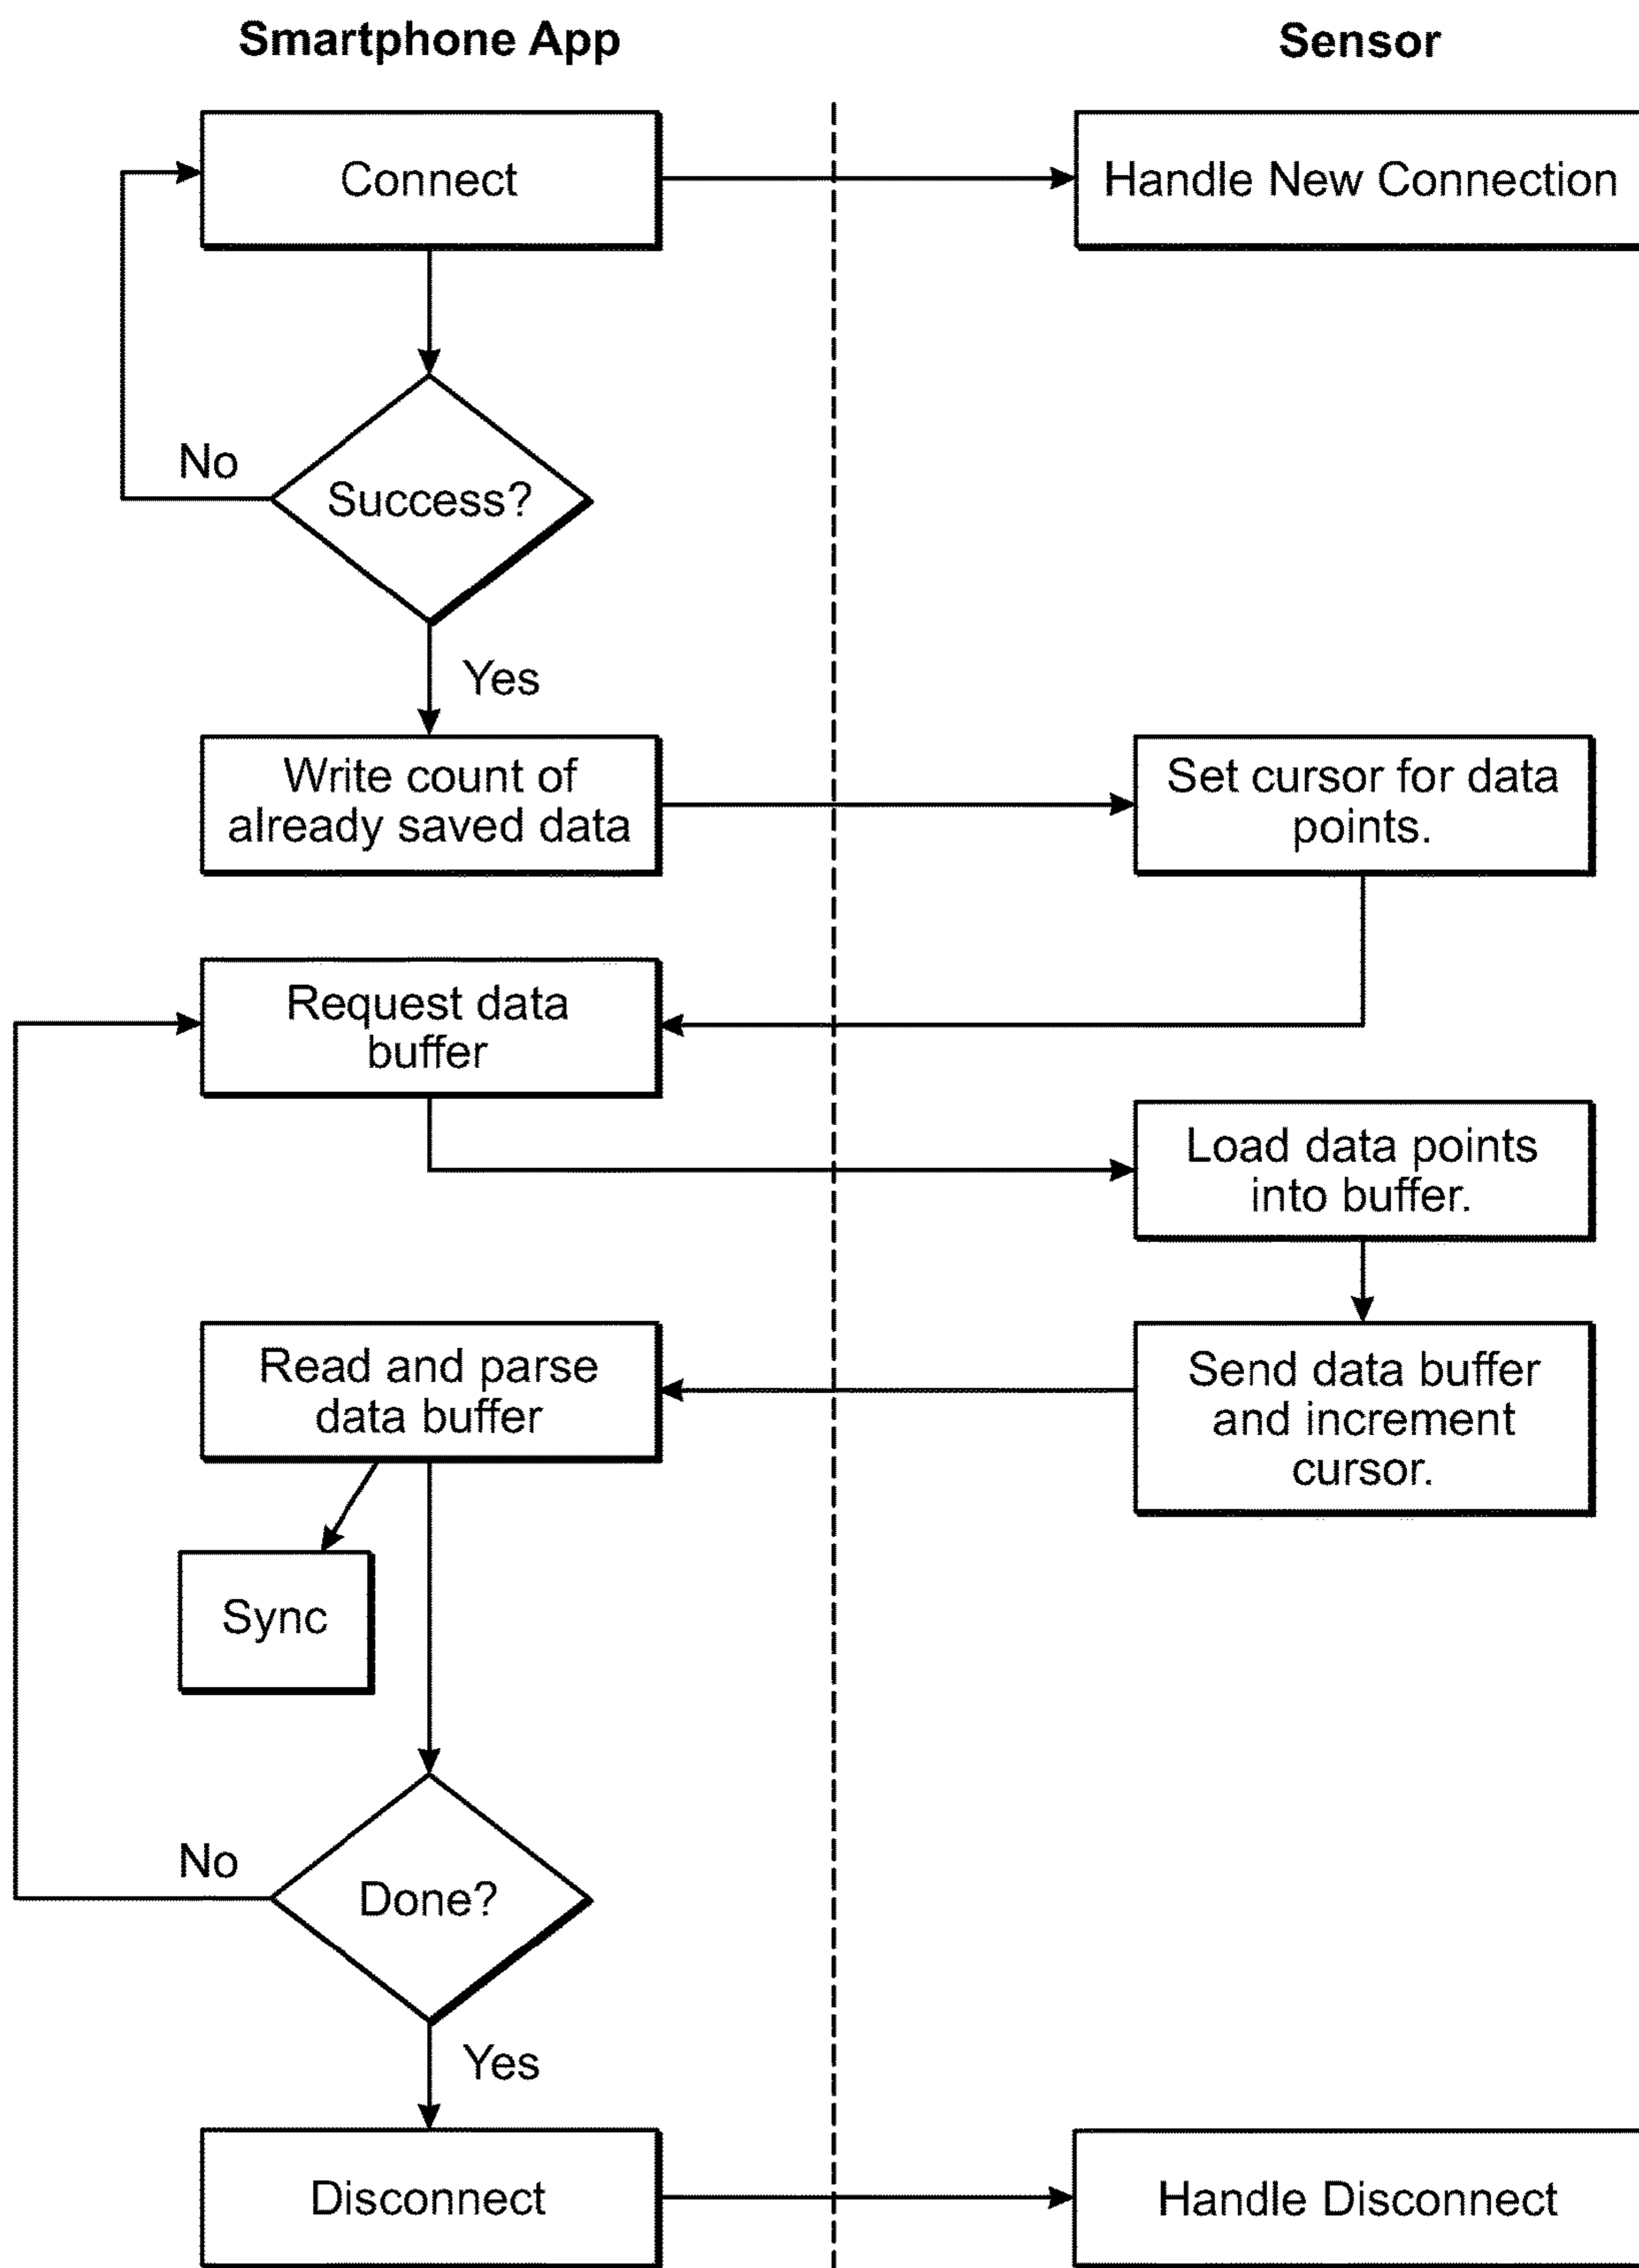 Smartphone App
Sensor
Connect
Handle New Connection
No
Success?
Yes
Write count of
already saved data
Set cursor for data
points.
Request data
buffer
Load data points
into buffer.
Read and parse
data buffer
Send data buffer
and increment
cursor.
Sync
No
Done?
Yes
Disconnect
Handle Disconnect